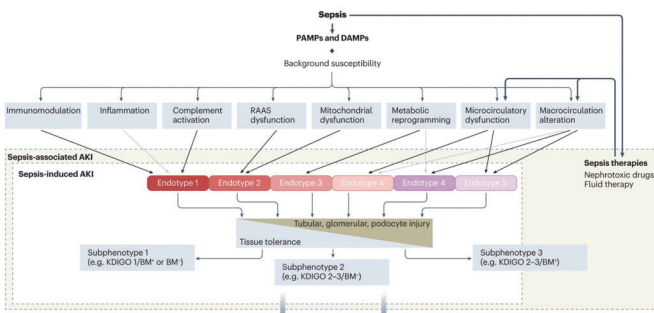 Sepsis
PAMPs and DAMPs
+
Background susceptibility
Immunomodulation
Inflammation
Complement
activation
RAAS
dysfunction
Mitochondrial
dysfunction
Metabolic
reprogramming
Microcirculatory
dysfunction
Macrocirculation
alteration
Sepsis-associated AKI
Sepsis-induced AKI
Sepsis therapies
Nephrotoxic drugs
Fluid therapy
Endotype 1
Endotype 2
Endotype 3
Endotype 4
Endotype 4
Endotype 5
Tubular, glomerular, podocyte injury
Tissue tolerance
Subphenotype 1
(e.g. KDIGO 1/BM⁺ or BM⁻)
Subphenotype 2
(e.g. KDIGO 2–3/BM⁻)
Subphenotype 3
(e.g. KDIGO 2–3/BM⁺)